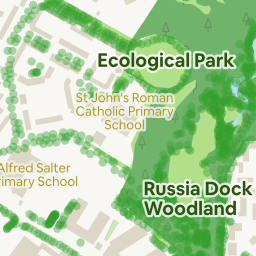 Ecological Park
St John's Roman
Catholic Primary
School
Alfred Salter
rimary School
Russia Dock
Woodland